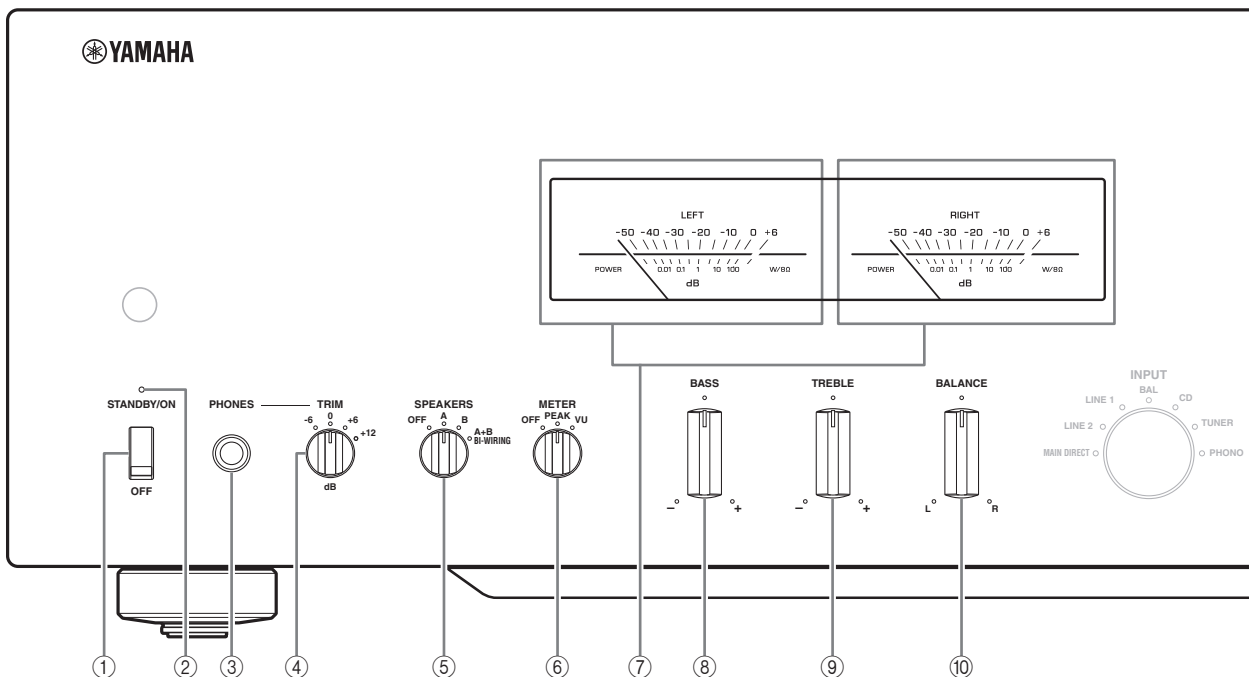 YAMAHA
LEFT
-50 -40 -30 -20 -10 0 +6
POWER 0.01 0.1 1 10 100 W/8Ω
dB
RIGHT
-50 -40 -30 -20 -10 0 +6
POWER 0.01 0.1 1 10 100 W/8Ω
dB
STANDBY/ON
OFF
PHONES
TRIM
-6 0 +6 +12
dB
SPEAKERS
OFF A B A+B
BI-WIRING
METER
OFF PEAK VU
BASS
− +
TREBLE
− +
BALANCE
L R
INPUT
BAL
LINE 1 CD
LINE 2 TUNER
MAIN DIRECT PHONO
① ② ③ ④ ⑤ ⑥ ⑦ ⑧ ⑨ ⑩